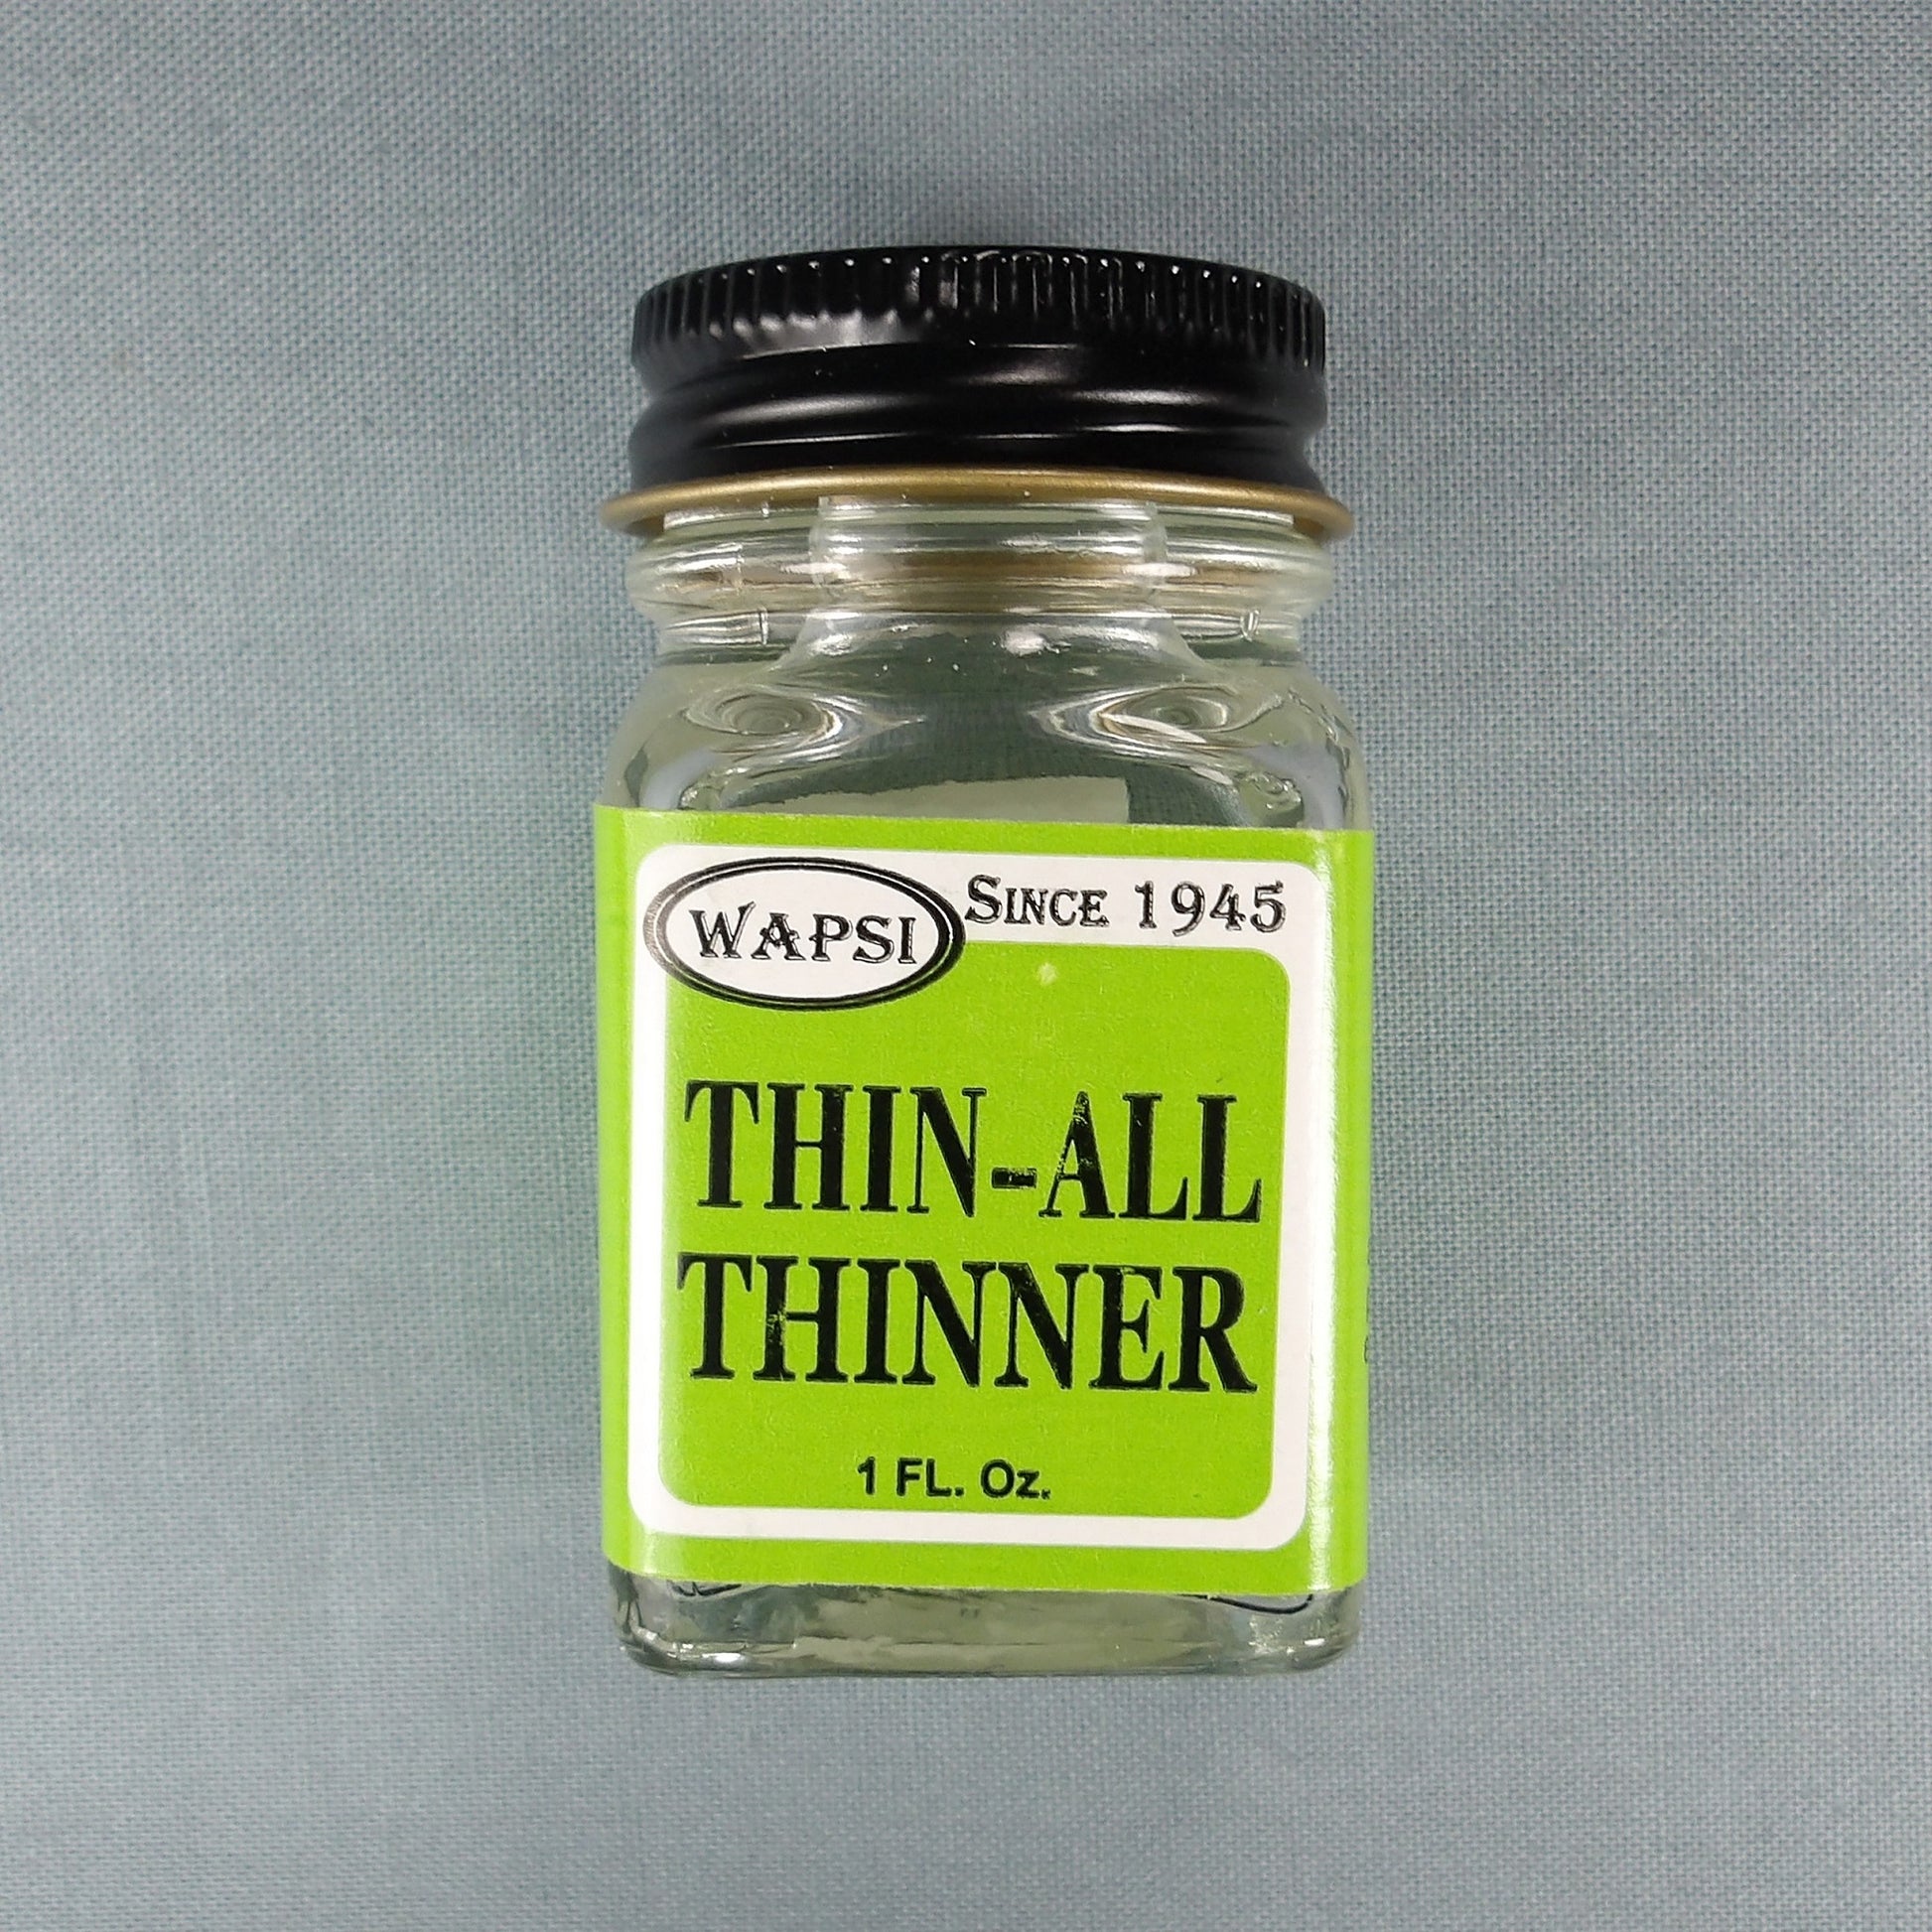 WAPSI
SINCE 1945
THIN-ALL
THINNER
1 FL. Oz.